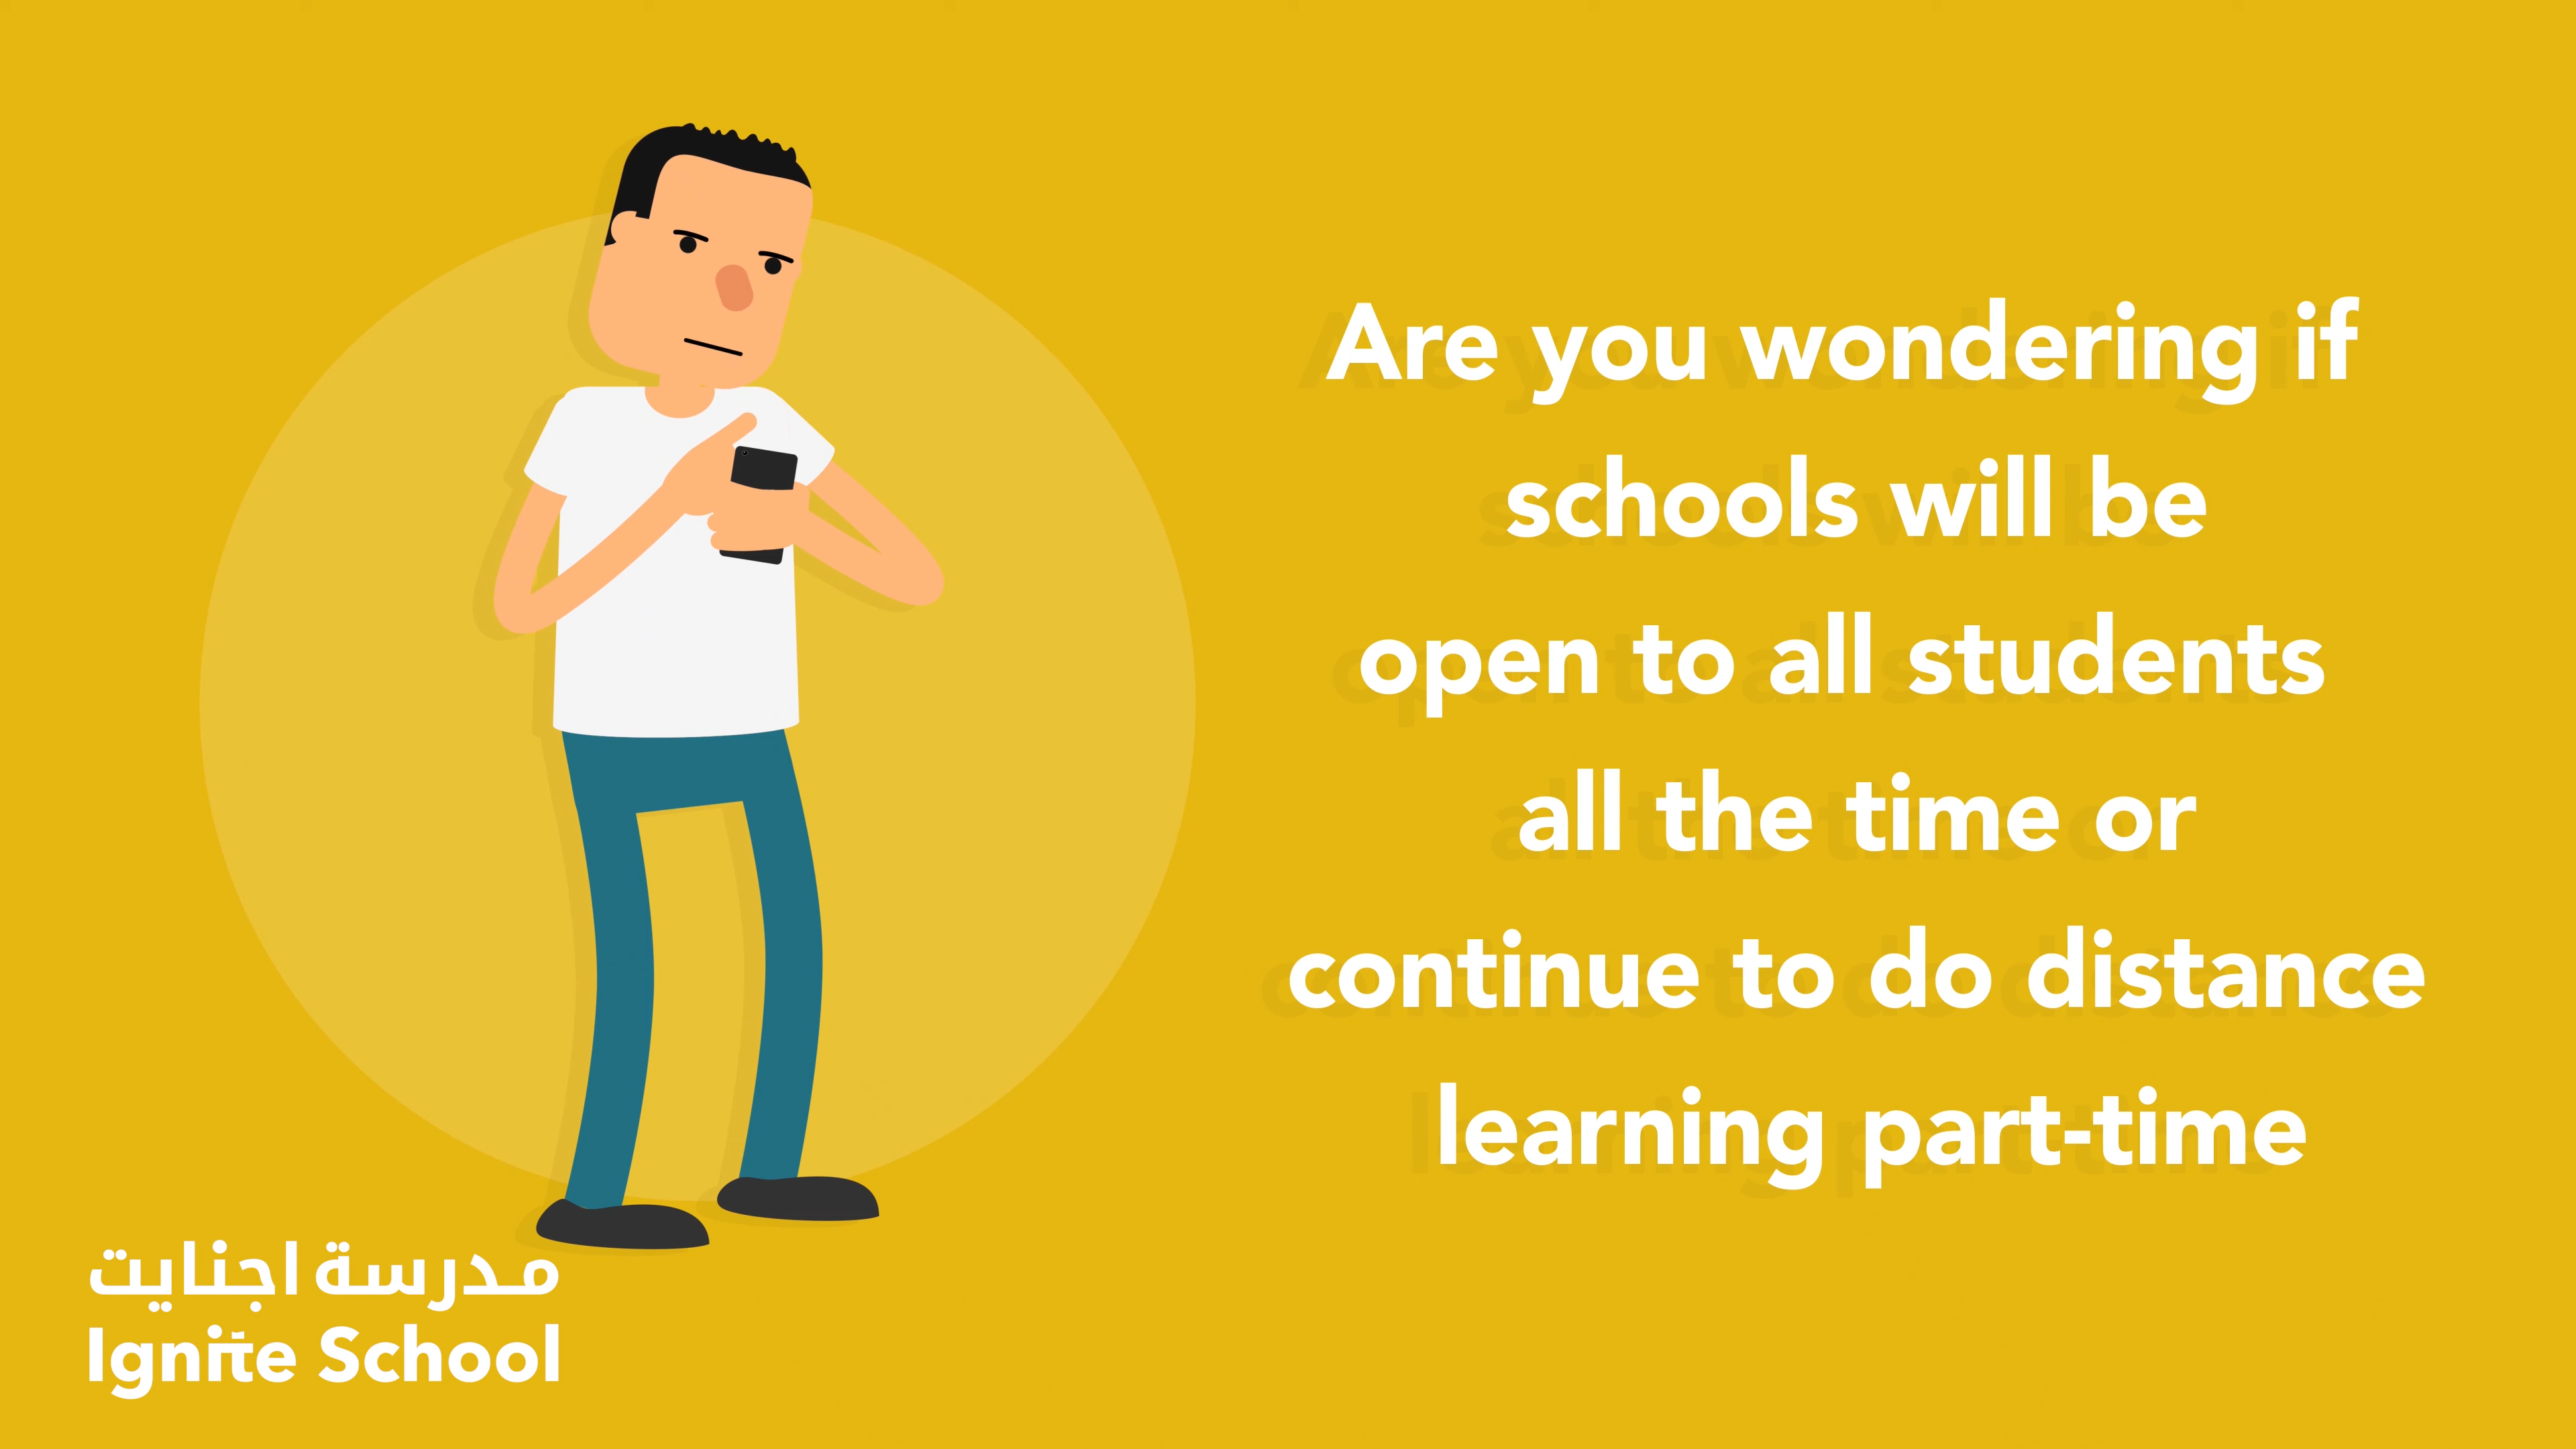 Are you wondering if
schools will be
open to all students
all the time or
continue to do distance
learning part-time
مدرسة اجنايت
Ignite School